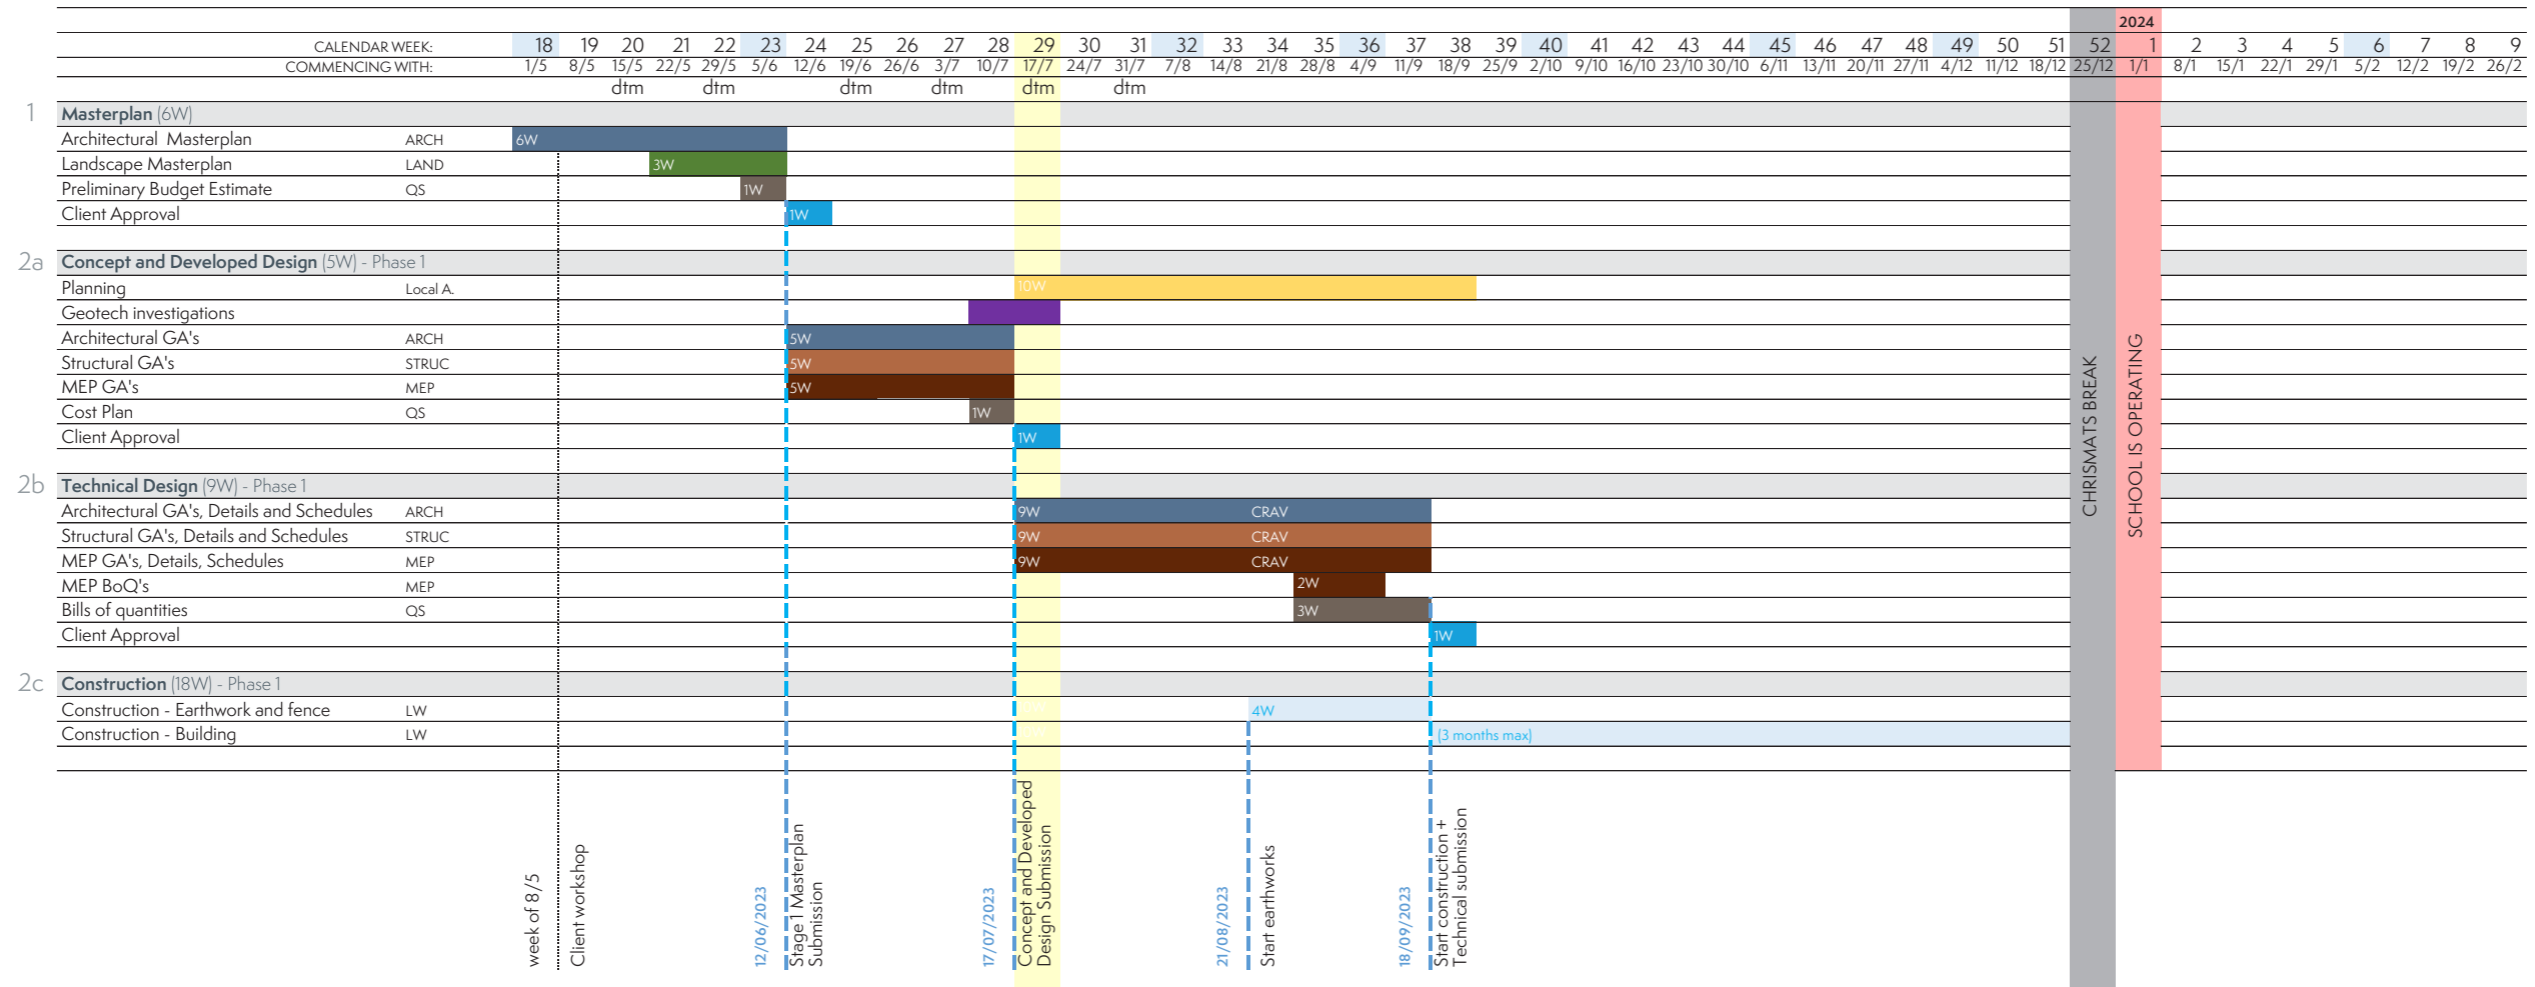 2024
CALENDAR WEEK: 18 19 20 21 22 23 24 25 26 27 28 29 30 31 32 33 34 35 36 37 38 39 40 41 42 43 44 45 46 47 48 49 50 51 52 1 2 3 4 5 6 7 8 9
COMMENCING WITH: 1/5 8/5 15/5 22/5 29/5 5/6 12/6 19/6 26/6 3/7 10/7 17/7 24/7 31/7 7/8 14/8 21/8 28/8 4/9 11/9 18/9 25/9 2/10 9/10 16/10 23/10 30/10 6/11 13/11 20/11 27/11 4/12 11/12 18/12 25/12 1/1 8/1 15/1 22/1 29/1 5/2 12/2 19/2 26/2
dtm dtm dtm dtm dtm dtm
1 Masterplan (6W)
Architectural Masterplan ARCH 6W
Landscape Masterplan LAND 3W
Preliminary Budget Estimate QS 1W
Client Approval 1W
2a Concept and Developed Design (5W) - Phase 1
Planning Local A. 10W
Geotech investigations
Architectural GA's ARCH 5W
Structural GA's STRUC 5W
MEP GA's MEP 5W
Cost Plan QS 1W
Client Approval 1W
2b Technical Design (9W) - Phase 1
Architectural GA's, Details and Schedules ARCH 9W CRAV
Structural GA's, Details and Schedules STRUC 9W CRAV
MEP GA's, Details, Schedules MEP 9W CRAV
MEP BoQ's MEP 2W
Bills of quantities QS 3W
Client Approval 1W
2c Construction (18W) - Phase 1
Construction - Earthwork and fence LW 4W
Construction - Building LW (3 months max)
CHRISMATS BREAK
SCHOOL IS OPERATING
week of 8/5
Client workshop
12/06/2023
Stage 1 Masterplan
Submission
17/07/2023
Concept and Developed
Design Submission
21/08/2023
Start earthworks
18/09/2023
Start construction +
Technical submission